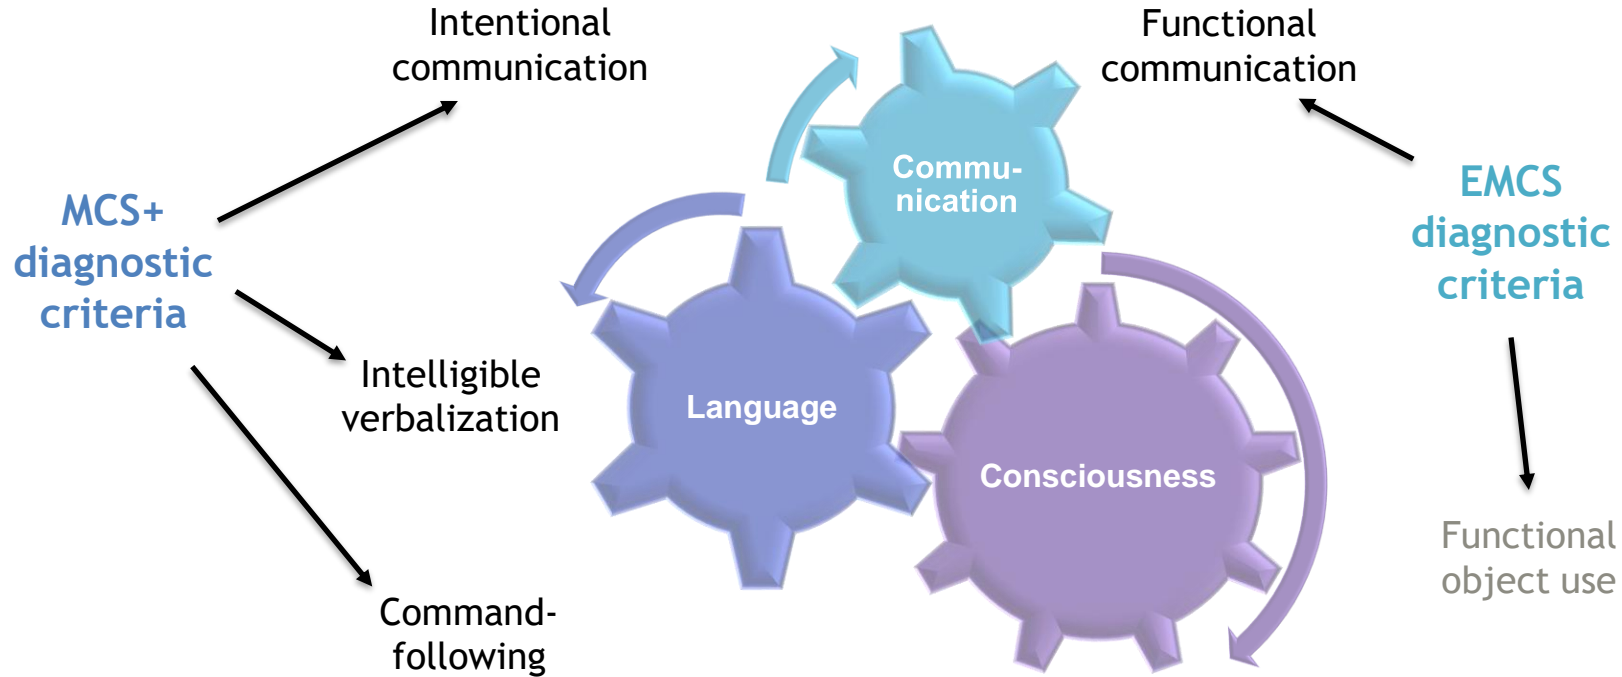 Intentional
communication
Functional
communication
Commu-
nication
MCS+
diagnostic
criteria
EMCS
diagnostic
criteria
Intelligible
verbalization
Language
Consciousness
Functional
object use
Command-
following